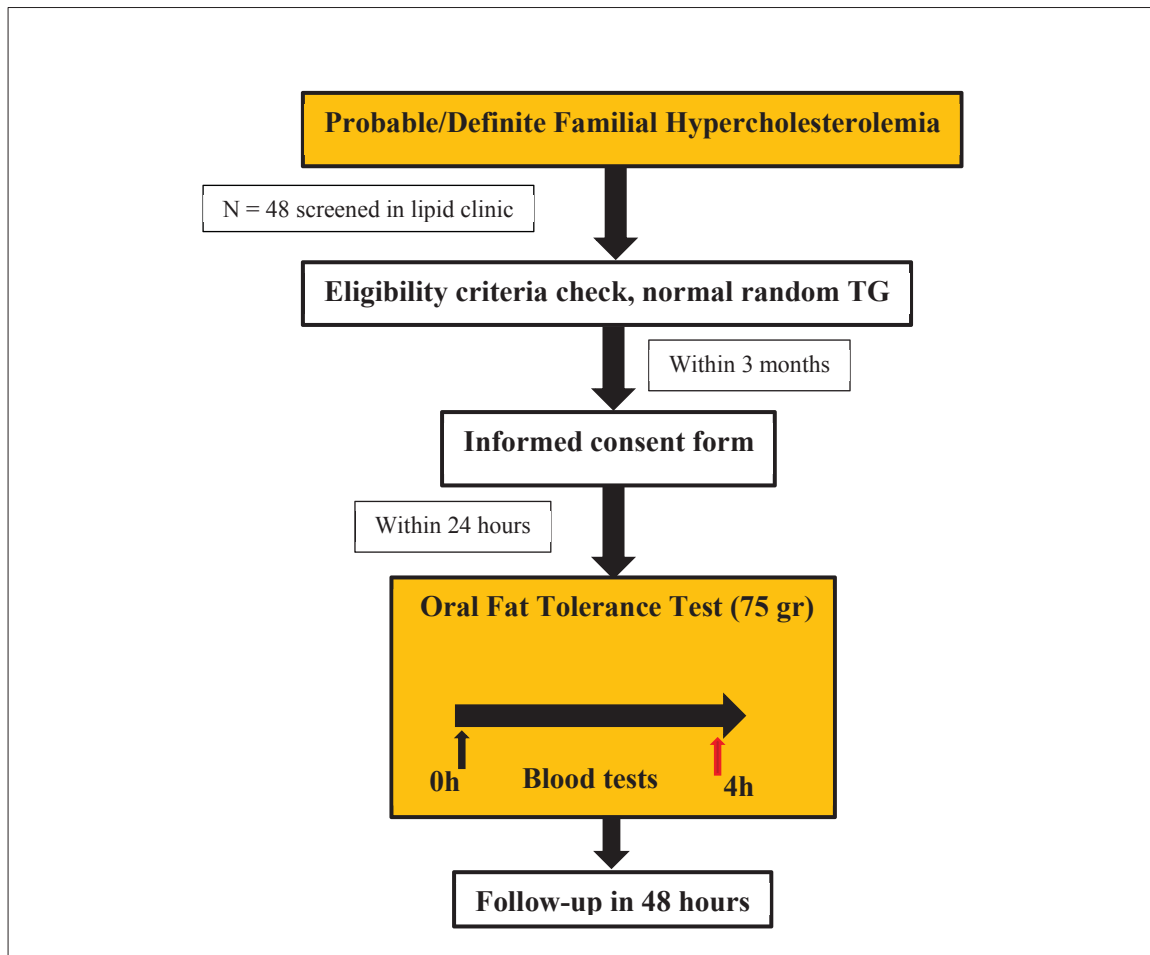 Probable/Definite Familial Hypercholesterolemia
N = 48 screened in lipid clinic
Eligibility criteria check, normal random TG
Within 3 months
Informed consent form
Within 24 hours
Oral Fat Tolerance Test (75 gr)
0h
Blood tests
4h
Follow-up in 48 hours